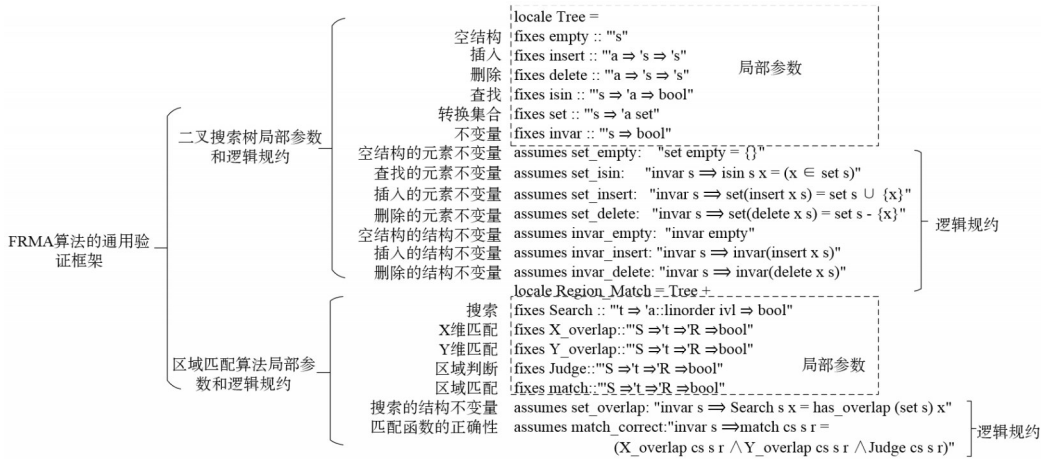 locale Tree =
空结构 fixes empty :: "'s"
插入 fixes insert :: "'a ⇒ 's ⇒ 's"
删除 fixes delete :: "'a ⇒ 's ⇒ 's"
局部参数
查找 fixes isin :: "'s ⇒ 'a ⇒ bool"
转换集合 fixes set :: "'s ⇒ 'a set"
不变量 fixes invar :: "'s ⇒ bool"
二叉搜索树局部参数
和逻辑规约
空结构的元素不变量 assumes set_empty: "set empty = {}"
查找的元素不变量 assumes set_isin: "invar s ⟹ isin s x = (x ∈ set s)"
插入的元素不变量 assumes set_insert: "invar s ⟹ set(insert x s) = set s ∪ {x}"
删除的元素不变量 assumes set_delete: "invar s ⟹ set(delete x s) = set s - {x}"
逻辑规约
空结构的结构不变量 assumes invar_empty: "invar empty"
插入的结构不变量 assumes invar_insert: "invar s ⟹ invar(insert x s)"
删除的结构不变量 assumes invar_delete: "invar s ⟹ invar(delete x s)"
FRMA算法的通用验
证框架
locale Region_Match = Tree +
搜索 fixes Search :: "'t ⇒ 'a::linorder ivl ⇒ bool"
X维匹配 fixes X_overlap::"'S ⇒'t ⇒'R ⇒bool"
Y维匹配 fixes Y_overlap::"'S ⇒'t ⇒'R ⇒bool"
局部参数
区域判断 fixes Judge::"'S ⇒'t ⇒'R ⇒bool"
区域匹配 fixes match::"'S ⇒'t ⇒'R ⇒bool"
区域匹配算法局部参
数和逻辑规约
搜索的结构不变量 assumes set_overlap: "invar s ⟹ Search s x = has_overlap (set s) x"
匹配函数的正确性 assumes match_correct:"invar s ⟹match cs s r =
(X_overlap cs s r ∧Y_overlap cs s r ∧Judge cs s r)"
逻辑规约